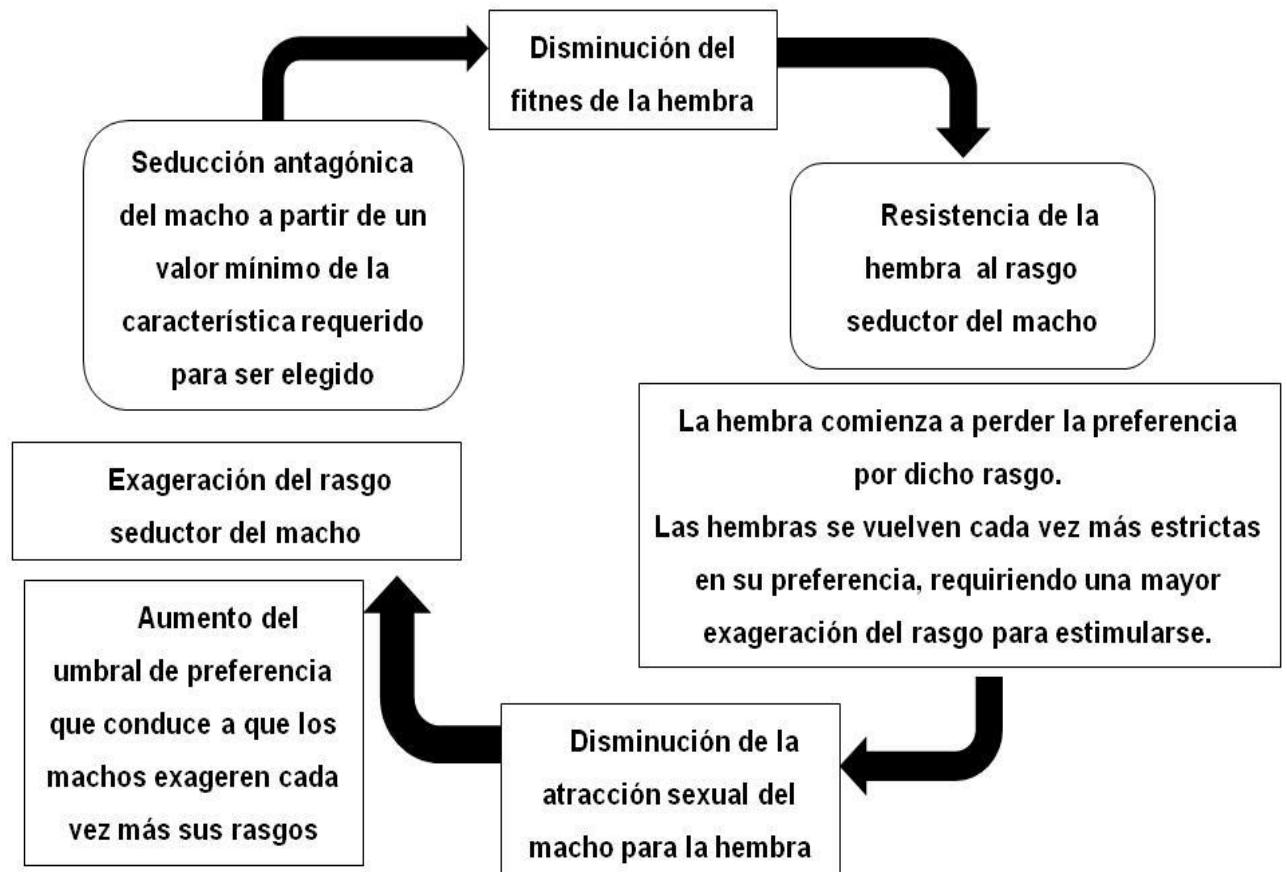 Disminución del
fitnes de la hembra
Seducción antagónica
del macho a partir de un
valor mínimo de la
característica requerido
para ser elegido
Resistencia de la
hembra al rasgo
seductor del macho
La hembra comienza a perder la preferencia
por dicho rasgo.
Las hembras se vuelven cada vez más estrictas
en su preferencia, requiriendo una mayor
exageración del rasgo para estimularse.
Exageración del rasgo
seductor del macho
Aumento del
umbral de preferencia
que conduce a que los
machos exageren cada
vez más sus rasgos
Disminución de la
atracción sexual del
macho para la hembra